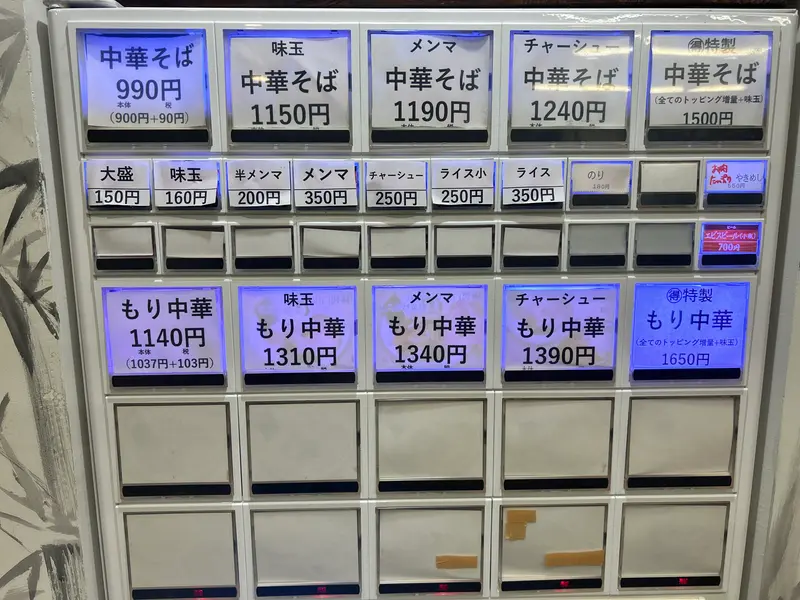 中華そば
990円
本体 税
(900円+90円)
味玉
中華そば
1150円
メンマ
中華そば
1190円
チャーシュー
中華そば
1240円
得特製
中華そば
(全てのトッピング増量+味玉)
1500円
大盛
150円
味玉
160円
半メンマ
200円
メンマ
350円
チャーシュー
250円
ライス小
250円
ライス
350円
のり
やきめし
ビール
700円
もり中華
1140円
本体 税
(1037円+103円)
味玉
もり中華
1310円
メンマ
もり中華
1340円
チャーシュー
もり中華
1390円
得特製
もり中華
(全てのトッピング増量+味玉)
1650円